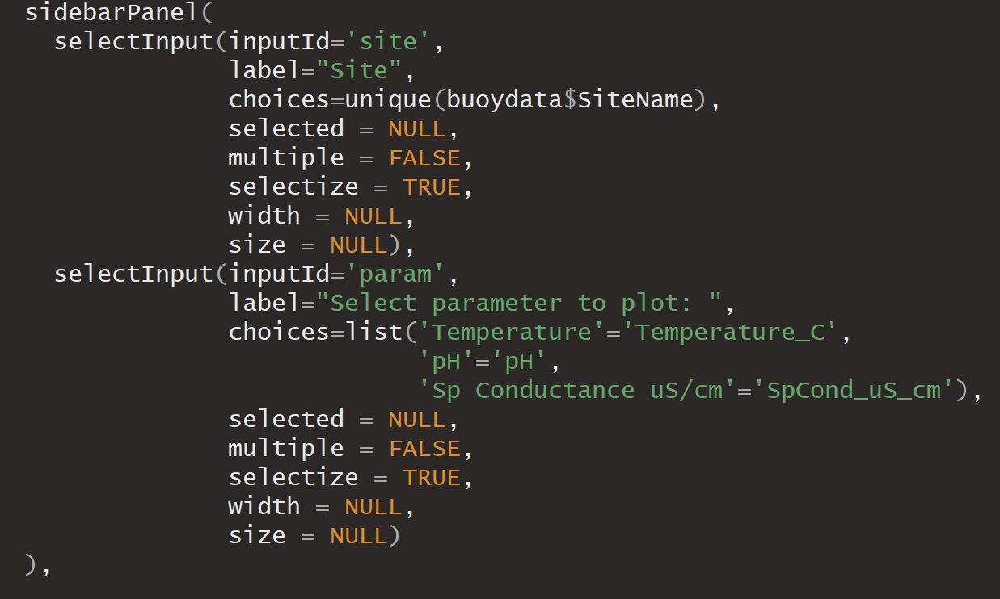 sidebarPanel(
  selectInput(inputId='site',
              label="Site",
              choices=unique(buoydata$SiteName),
              selected = NULL,
              multiple = FALSE,
              selectize = TRUE,
              width = NULL,
              size = NULL),
  selectInput(inputId='param',
              label="Select parameter to plot: ",
              choices=list('Temperature'='Temperature_C',
                           'pH'='pH',
                           'Sp Conductance uS/cm'='SpCond_uS_cm'),
              selected = NULL,
              multiple = FALSE,
              selectize = TRUE,
              width = NULL,
              size = NULL)
),